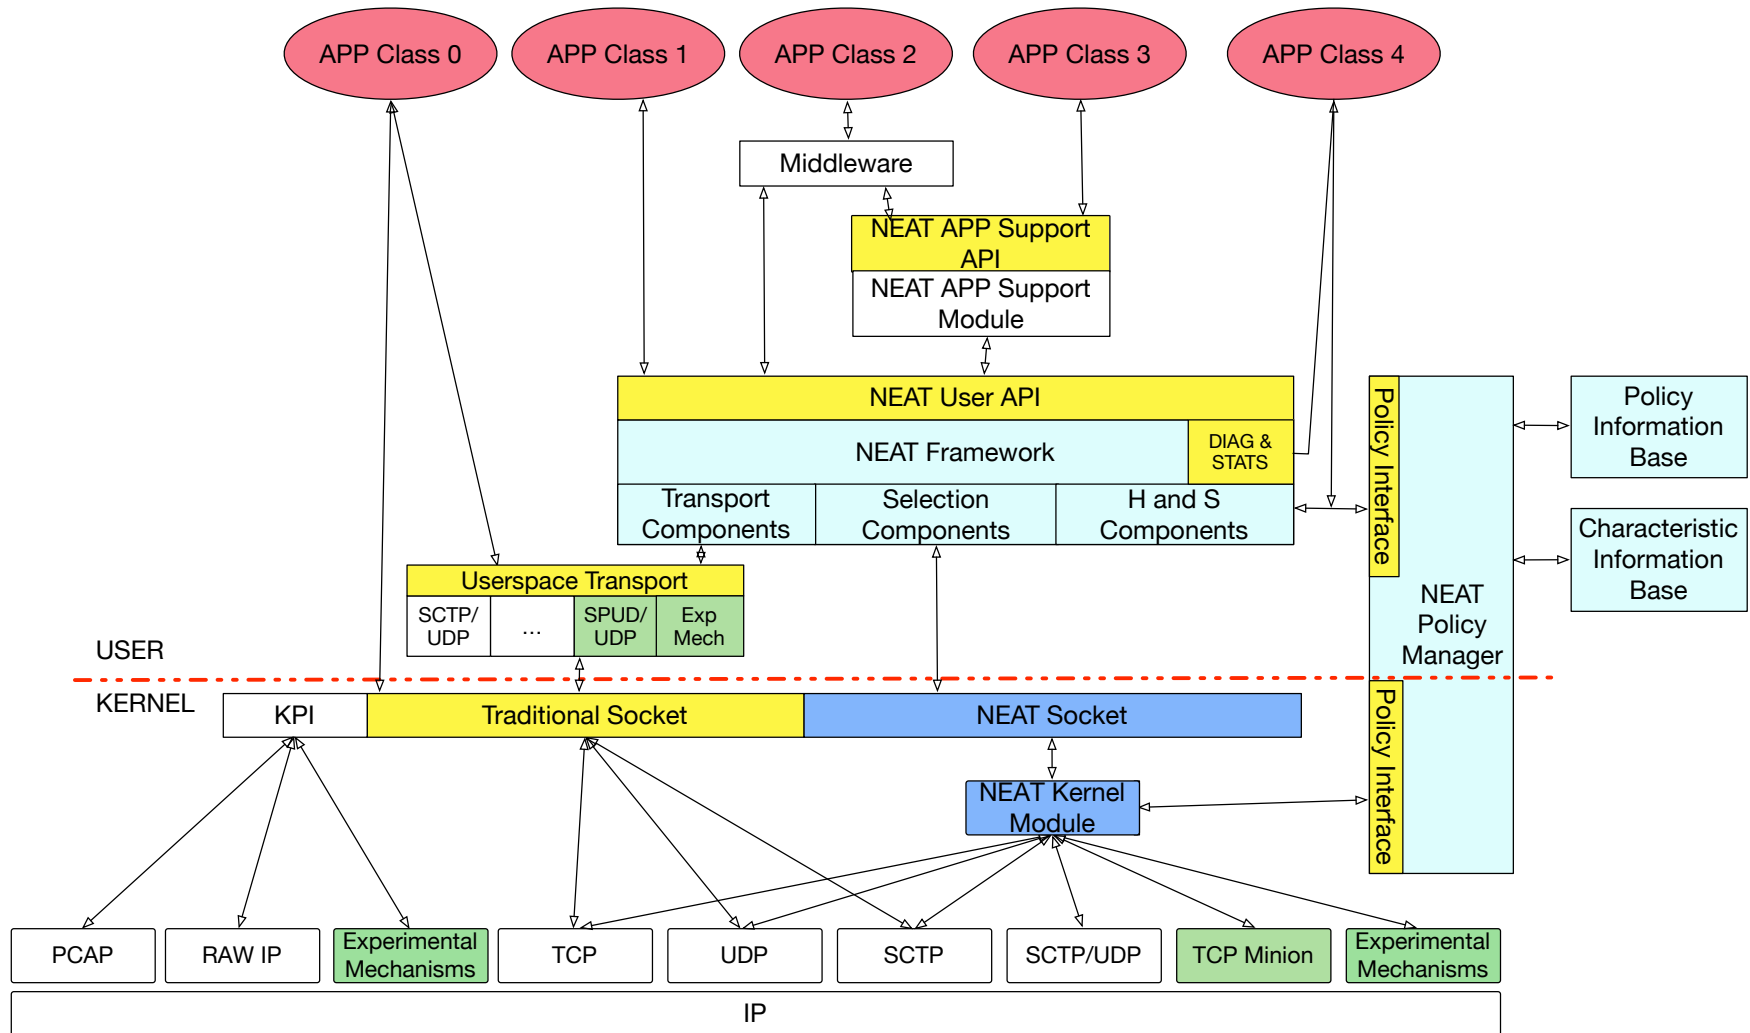 APP Class 0
APP Class 1
APP Class 2
APP Class 3
APP Class 4
Middleware
NEAT APP Support
API
NEAT APP Support
Module
NEAT User API
NEAT Framework
DIAG &
STATS
Transport
Components
Selection
Components
H and S
Components
Policy Interface
Policy
Information
Base
Characteristic
Information
Base
NEAT
Policy
Manager
Userspace Transport
SCTP/
UDP
...
SPUD/
UDP
Exp
Mech
USER
KERNEL
KPI
Traditional Socket
NEAT Socket
Policy Interface
NEAT Kernel
Module
PCAP
RAW IP
Experimental
Mechanisms
TCP
UDP
SCTP
SCTP/UDP
TCP Minion
Experimental
Mechanisms
IP